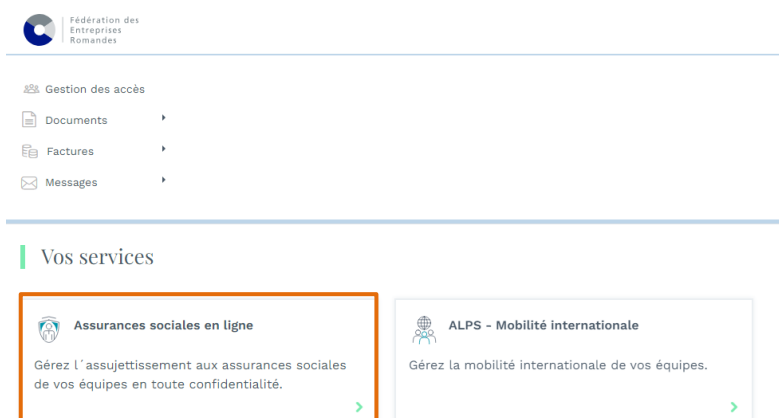 Fédération des
Entreprises
Romandes
Gestion des accès
Documents
Factures
Messages
Vos services
Assurances sociales en ligne
Gérez l´assujettissement aux assurances sociales
de vos équipes en toute confidentialité.
ALPS - Mobilité internationale
Gérez la mobilité internationale de vos équipes.